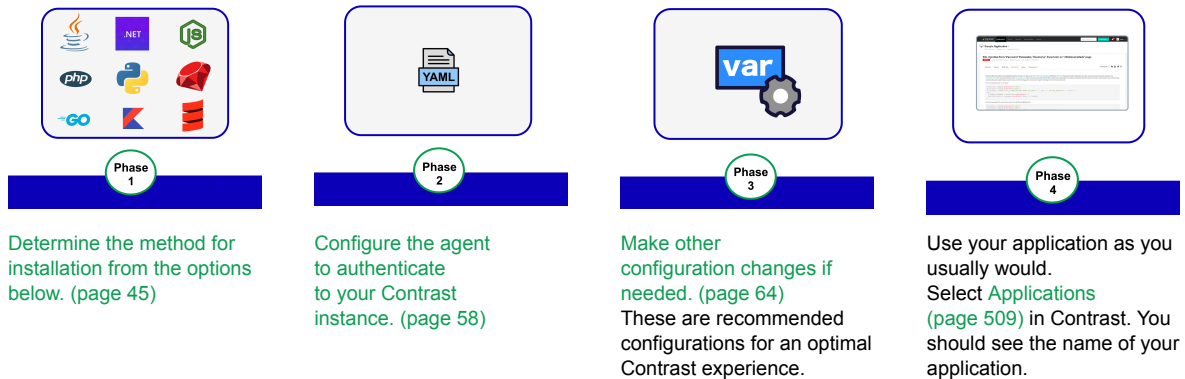 .NET
JS
php
GO
YAML
var
Phase
1
Phase
2
Phase
3
Phase
4
Determine the method for
installation from the options
below. (page 45)
Configure the agent
to authenticate
to your Contrast
instance. (page 58)
Make other
configuration changes if
needed. (page 64)
These are recommended
configurations for an optimal
Contrast experience.
Use your application as you
usually would.
Select Applications
(page 509) in Contrast. You
should see the name of your
application.